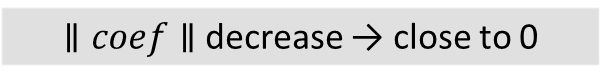 ‖ coef ‖ decrease → close to 0